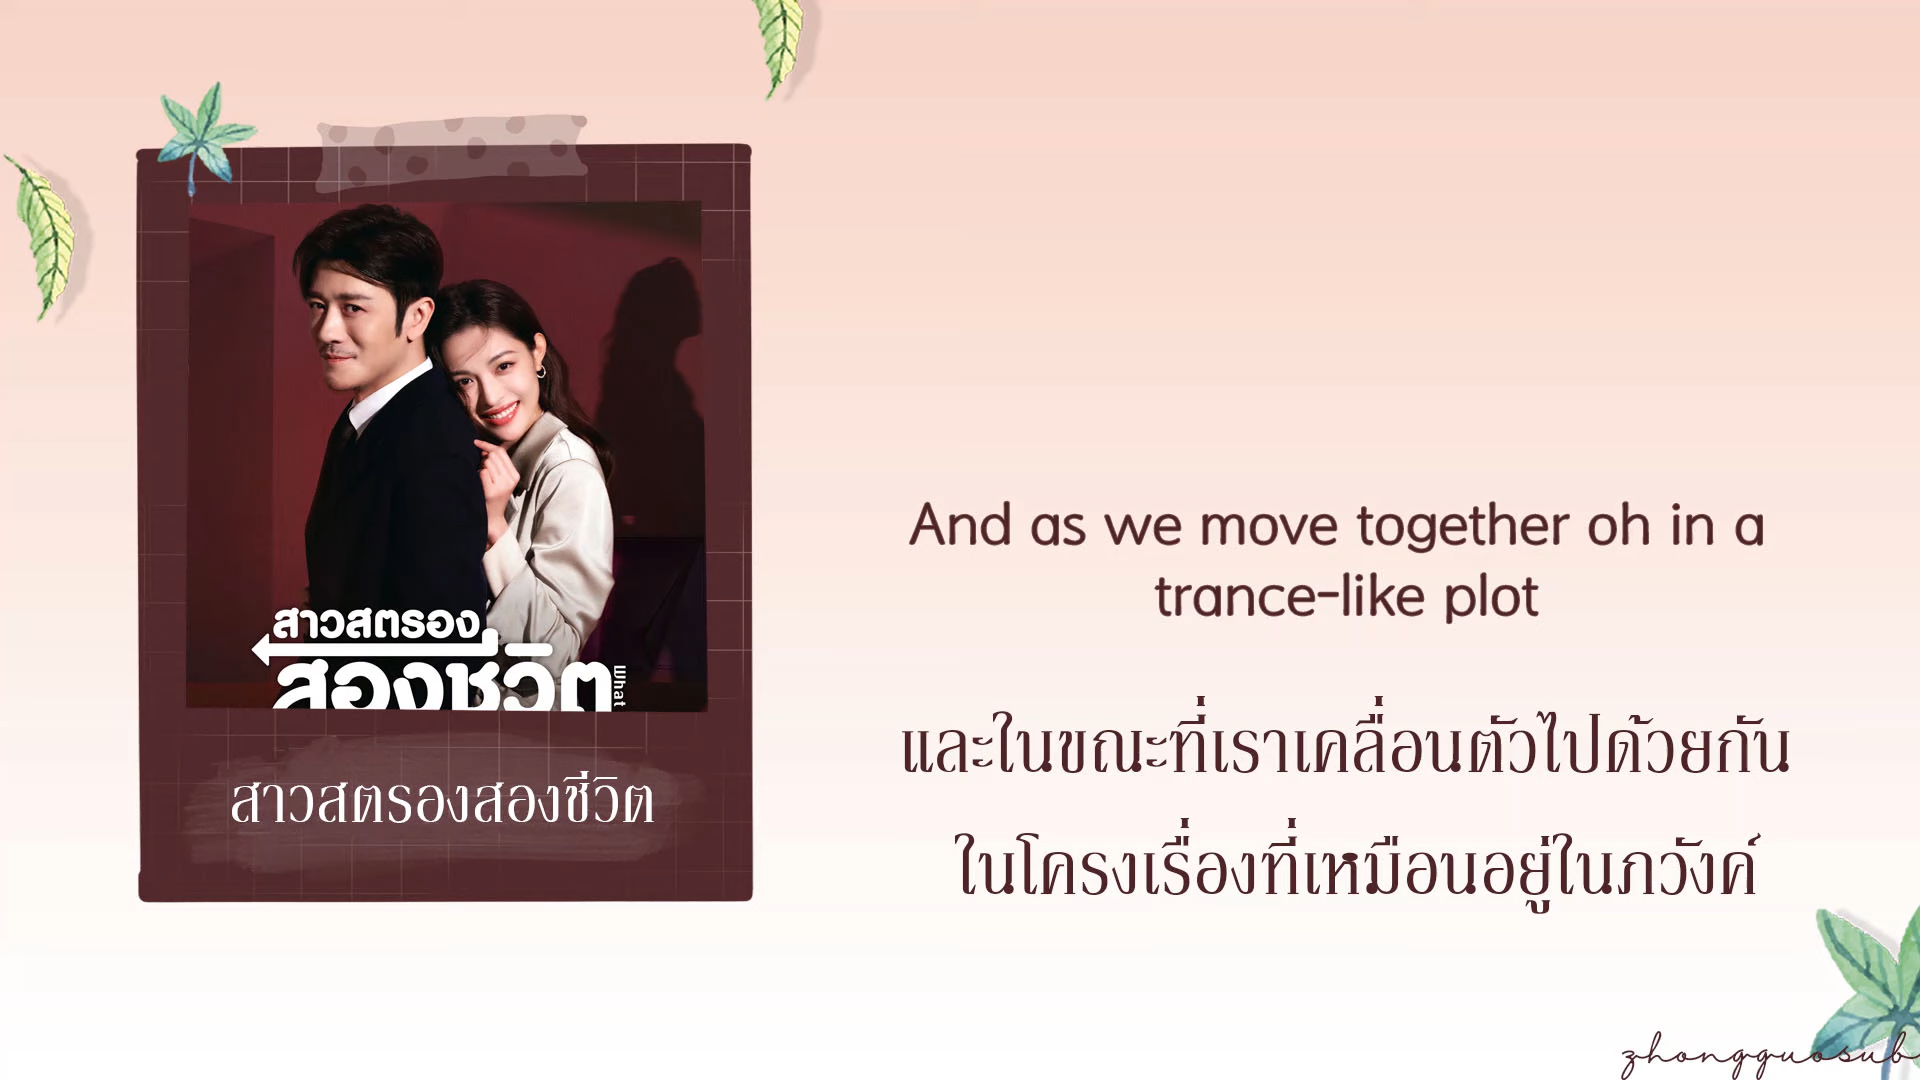 สาวสตรอง
สองชีวิต
What
สาวสตรองสองชีวิต
And as we move together oh in a
trance-like plot
และในขณะที่เราเคลื่อนตัวไปด้วยกัน
ในโครงเรื่องที่เหมือนอยู่ในภวังค์
zhongguosub